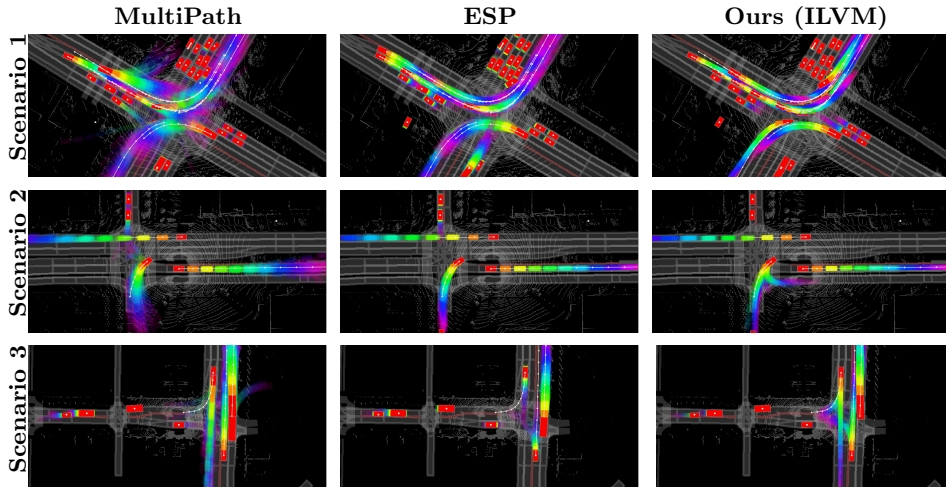 MultiPath
ESP
Ours (ILVM)
Scenario 1
Scenario 2
Scenario 3